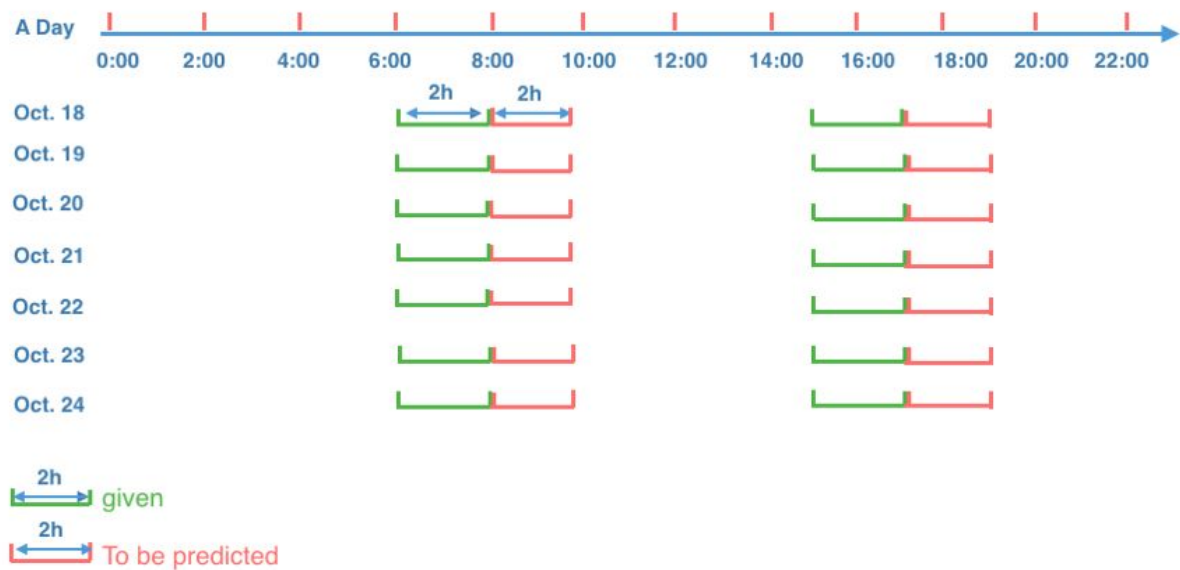 A Day
0:00 2:00 4:00 6:00 8:00 10:00 12:00 14:00 16:00 18:00 20:00 22:00
2h 2h
Oct. 18
Oct. 19
Oct. 20
Oct. 21
Oct. 22
Oct. 23
Oct. 24
2h
given
2h
To be predicted